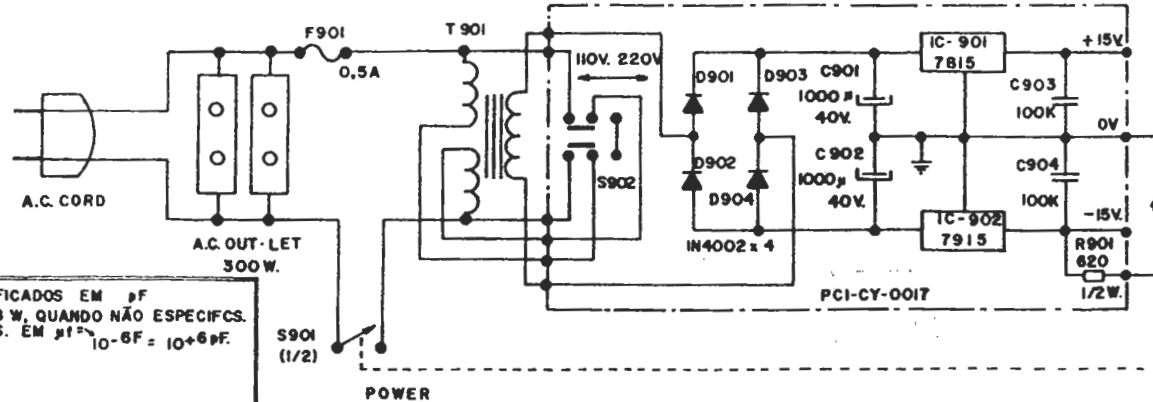 F901
0,5A
T901
110V. 220V
D901
D903
C901
1000µ
40V.
IC-901
7815
+15V.
C903
100K
0V
D902
D904
S902
C902
1000µ
40V.
C904
100K
IC-902
7915
-15V.
R901
620
1/2W.
1N4002 x 4
PCI-CY-0017
A.C. CORD
A.C. OUT-LET
300 W.
FICADOS EM pF
W, QUANDO NÃO ESPECIFCS.
S. EM µf = 10-6F = 10+6pF.
S901
(1/2)
POWER